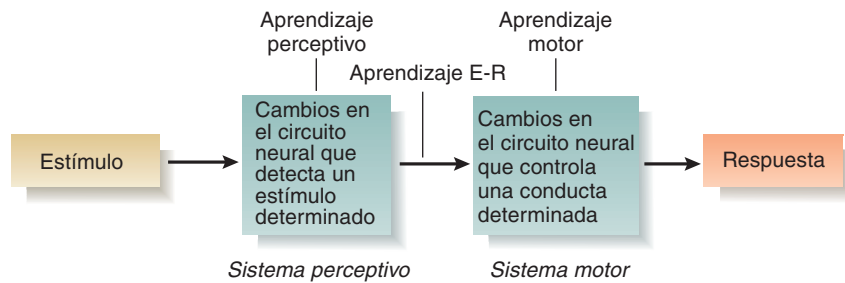 Aprendizaje
perceptivo
Aprendizaje
motor
Aprendizaje E-R
Estímulo
Cambios en
el circuito
neural que
detecta un
estímulo
determinado
Cambios en
el circuito neural
que controla
una conducta
determinada
Respuesta
Sistema perceptivo
Sistema motor